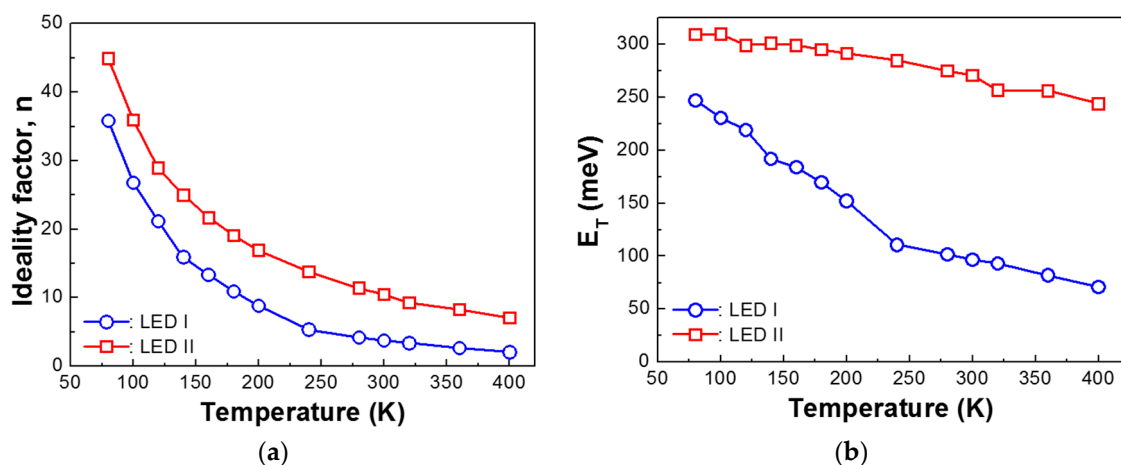 50
40
30
20
10
0
Ideality factor, n
: LED I
: LED II
50 100 150 200 250 300 350 400
Temperature (K)
(a)
300
250
200
150
100
50
0
E_T (meV)
: LED I
: LED II
50 100 150 200 250 300 350 400
Temperature (K)
(b)